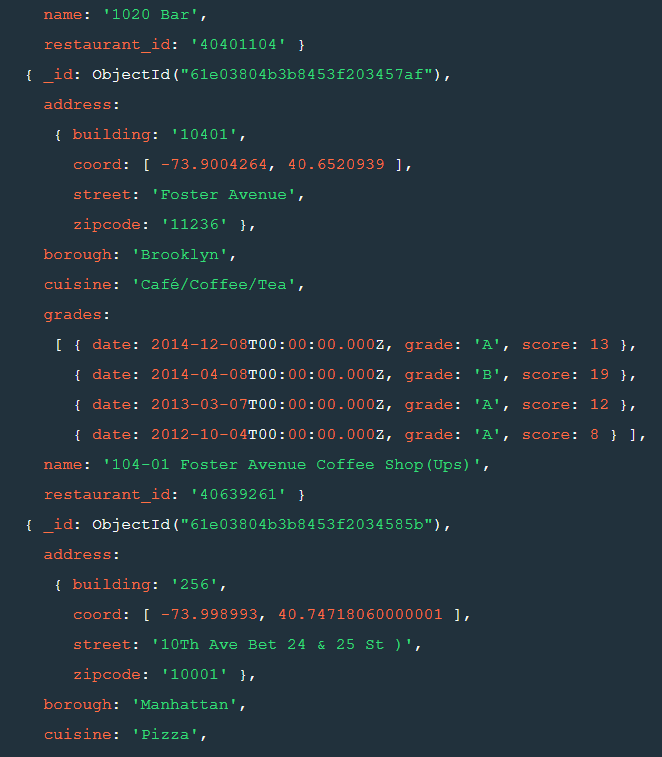 name: '1020 Bar',
restaurant_id: '40401104' }
{ _id: ObjectId("61e03804b3b8453f203457af"),
address:
{ building: '10401',
coord: [ -73.9004264, 40.6520939 ],
street: 'Foster Avenue',
zipcode: '11236' },
borough: 'Brooklyn',
cuisine: 'Café/Coffee/Tea',
grades:
[ { date: 2014-12-08T00:00:00.000Z, grade: 'A', score: 13 },
{ date: 2014-04-08T00:00:00.000Z, grade: 'B', score: 19 },
{ date: 2013-03-07T00:00:00.000Z, grade: 'A', score: 12 },
{ date: 2012-10-04T00:00:00.000Z, grade: 'A', score: 8 } ],
name: '104-01 Foster Avenue Coffee Shop(Ups)',
restaurant_id: '40639261' }
{ _id: ObjectId("61e03804b3b8453f2034585b"),
address:
{ building: '256',
coord: [ -73.998993, 40.74718060000001 ],
street: '10Th Ave Bet 24 & 25 St )',
zipcode: '10001' },
borough: 'Manhattan',
cuisine: 'Pizza',